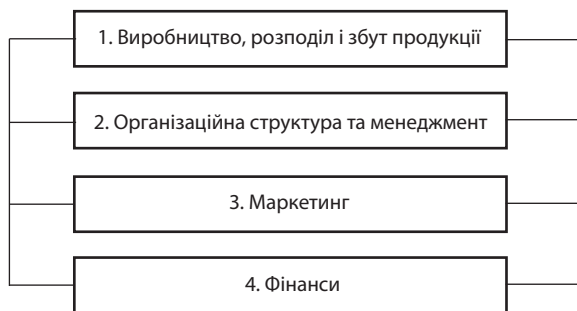 1. Виробництво, розподіл і збут продукції
2. Організаційна структура та менеджмент
3. Маркетинг
4. Фінанси